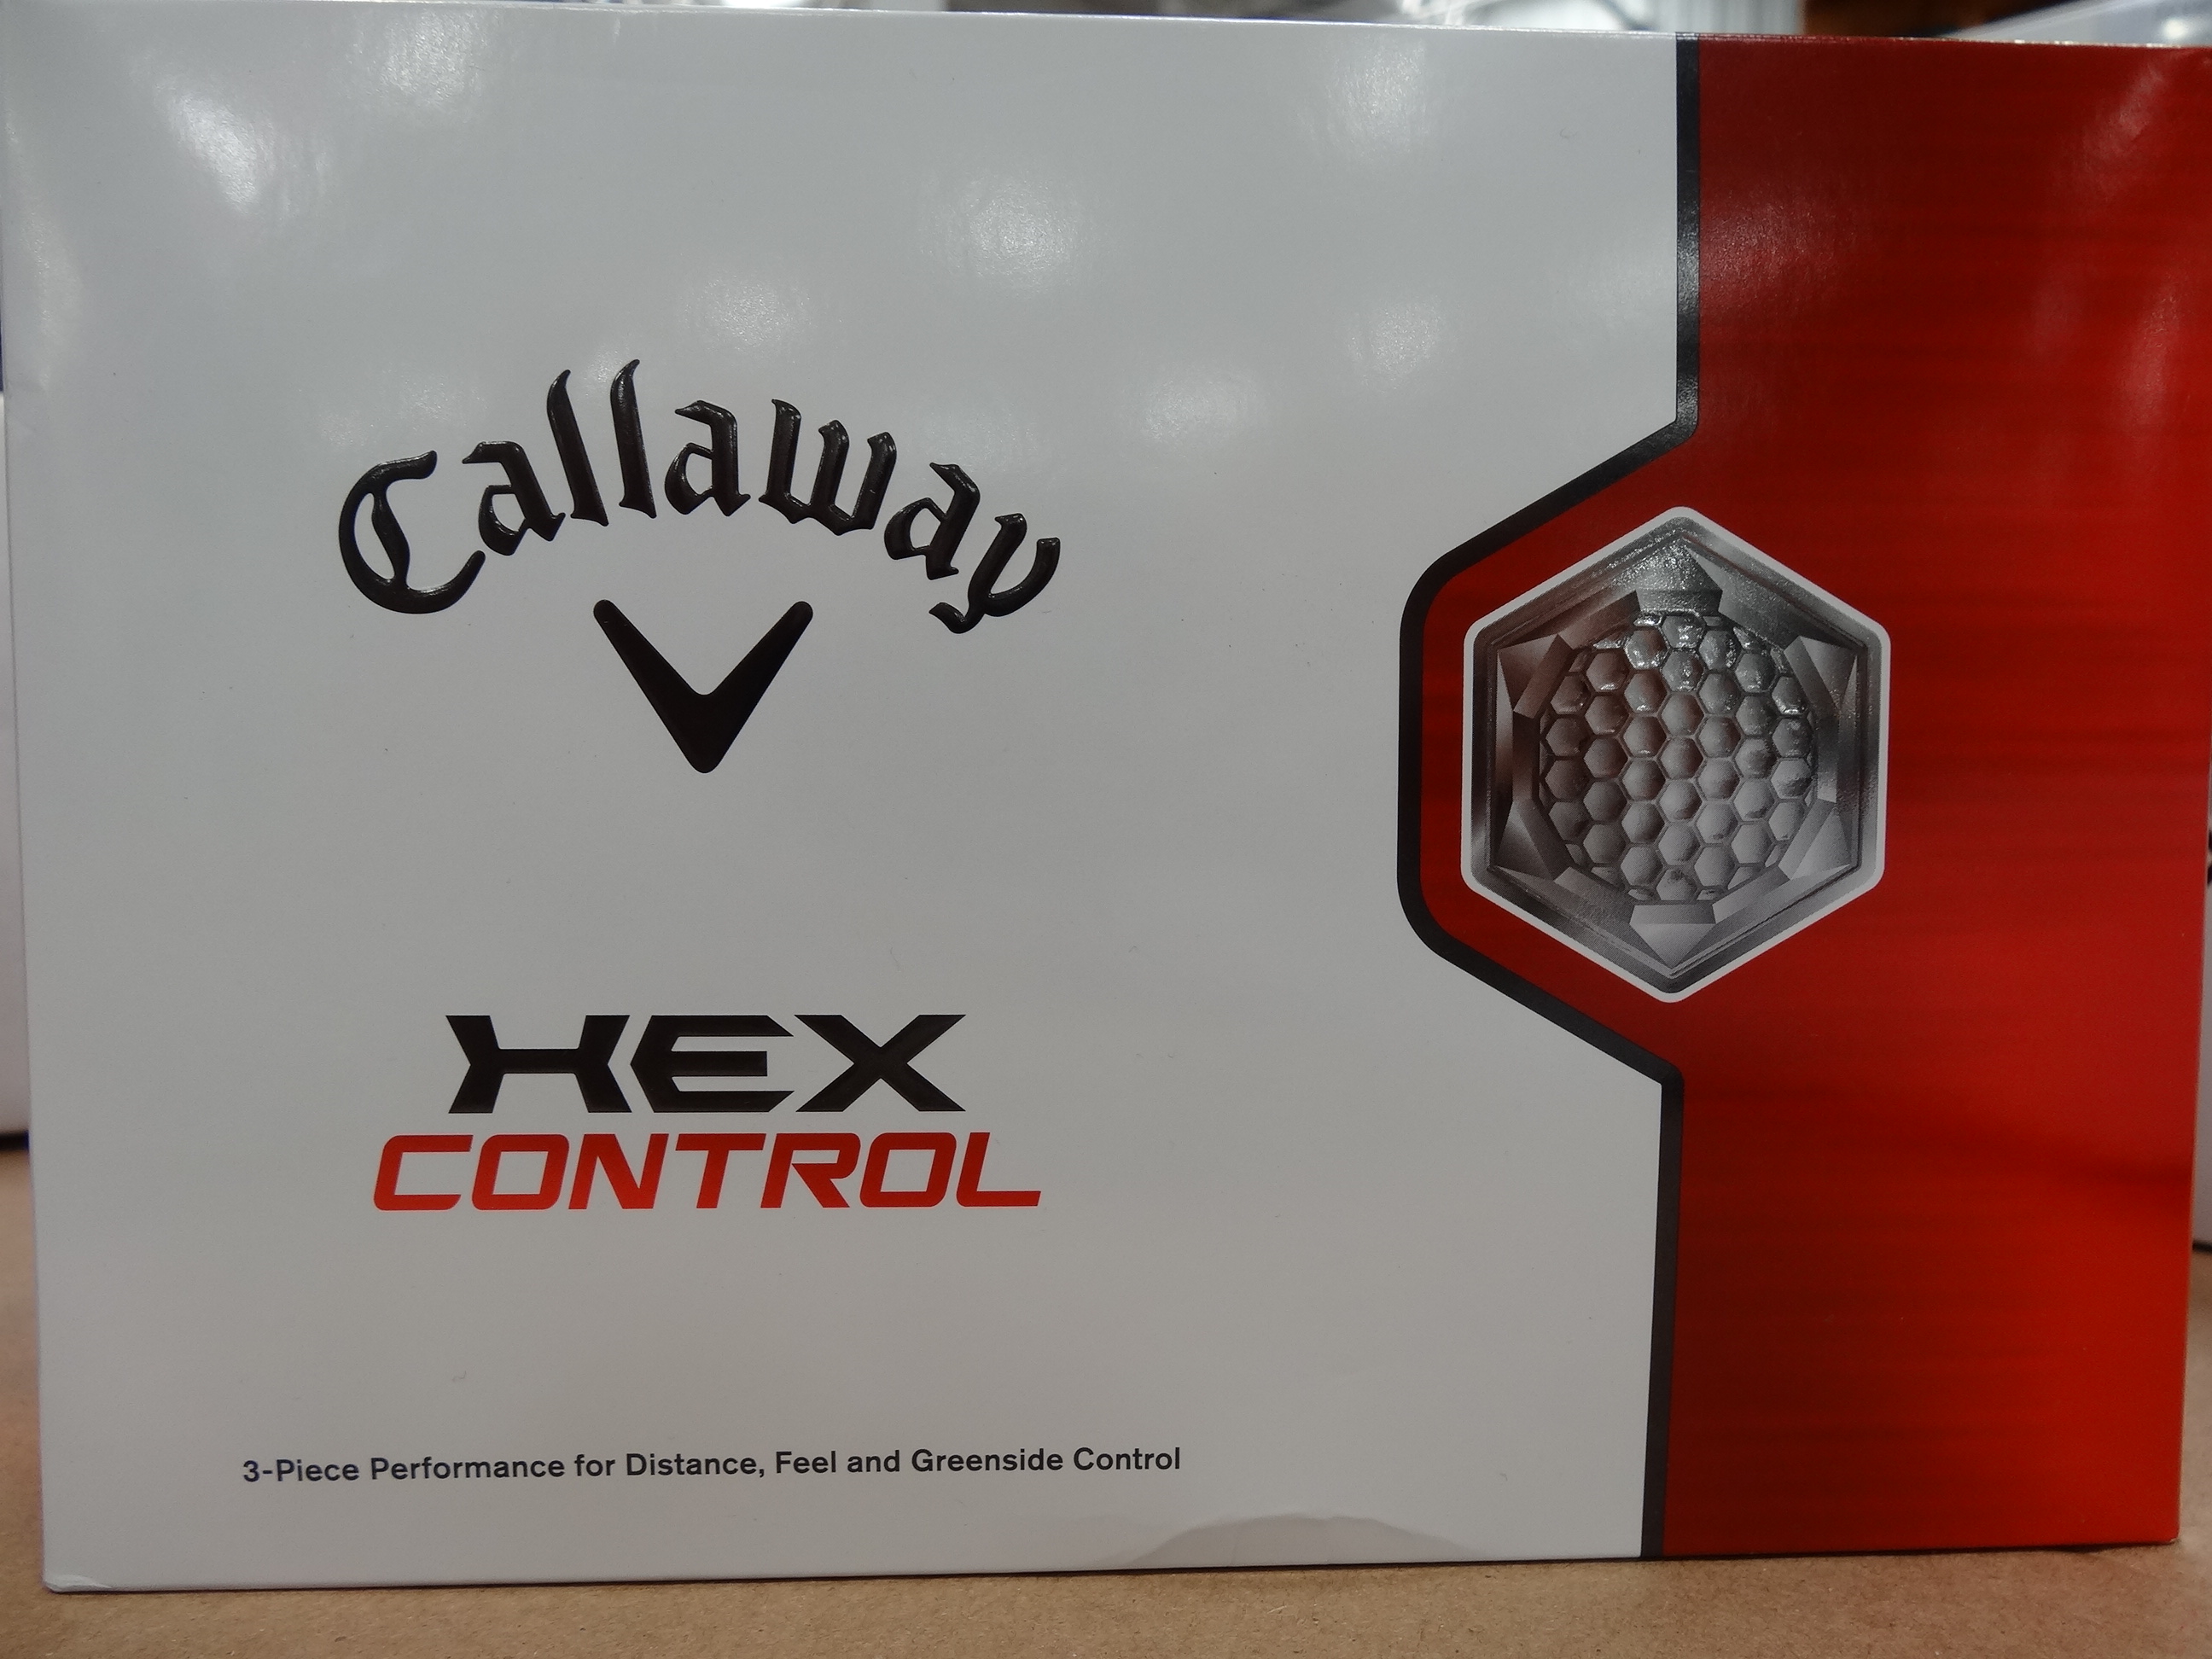 Callaway
HEX
CONTROL
3-Piece Performance for Distance, Feel and Greenside Control